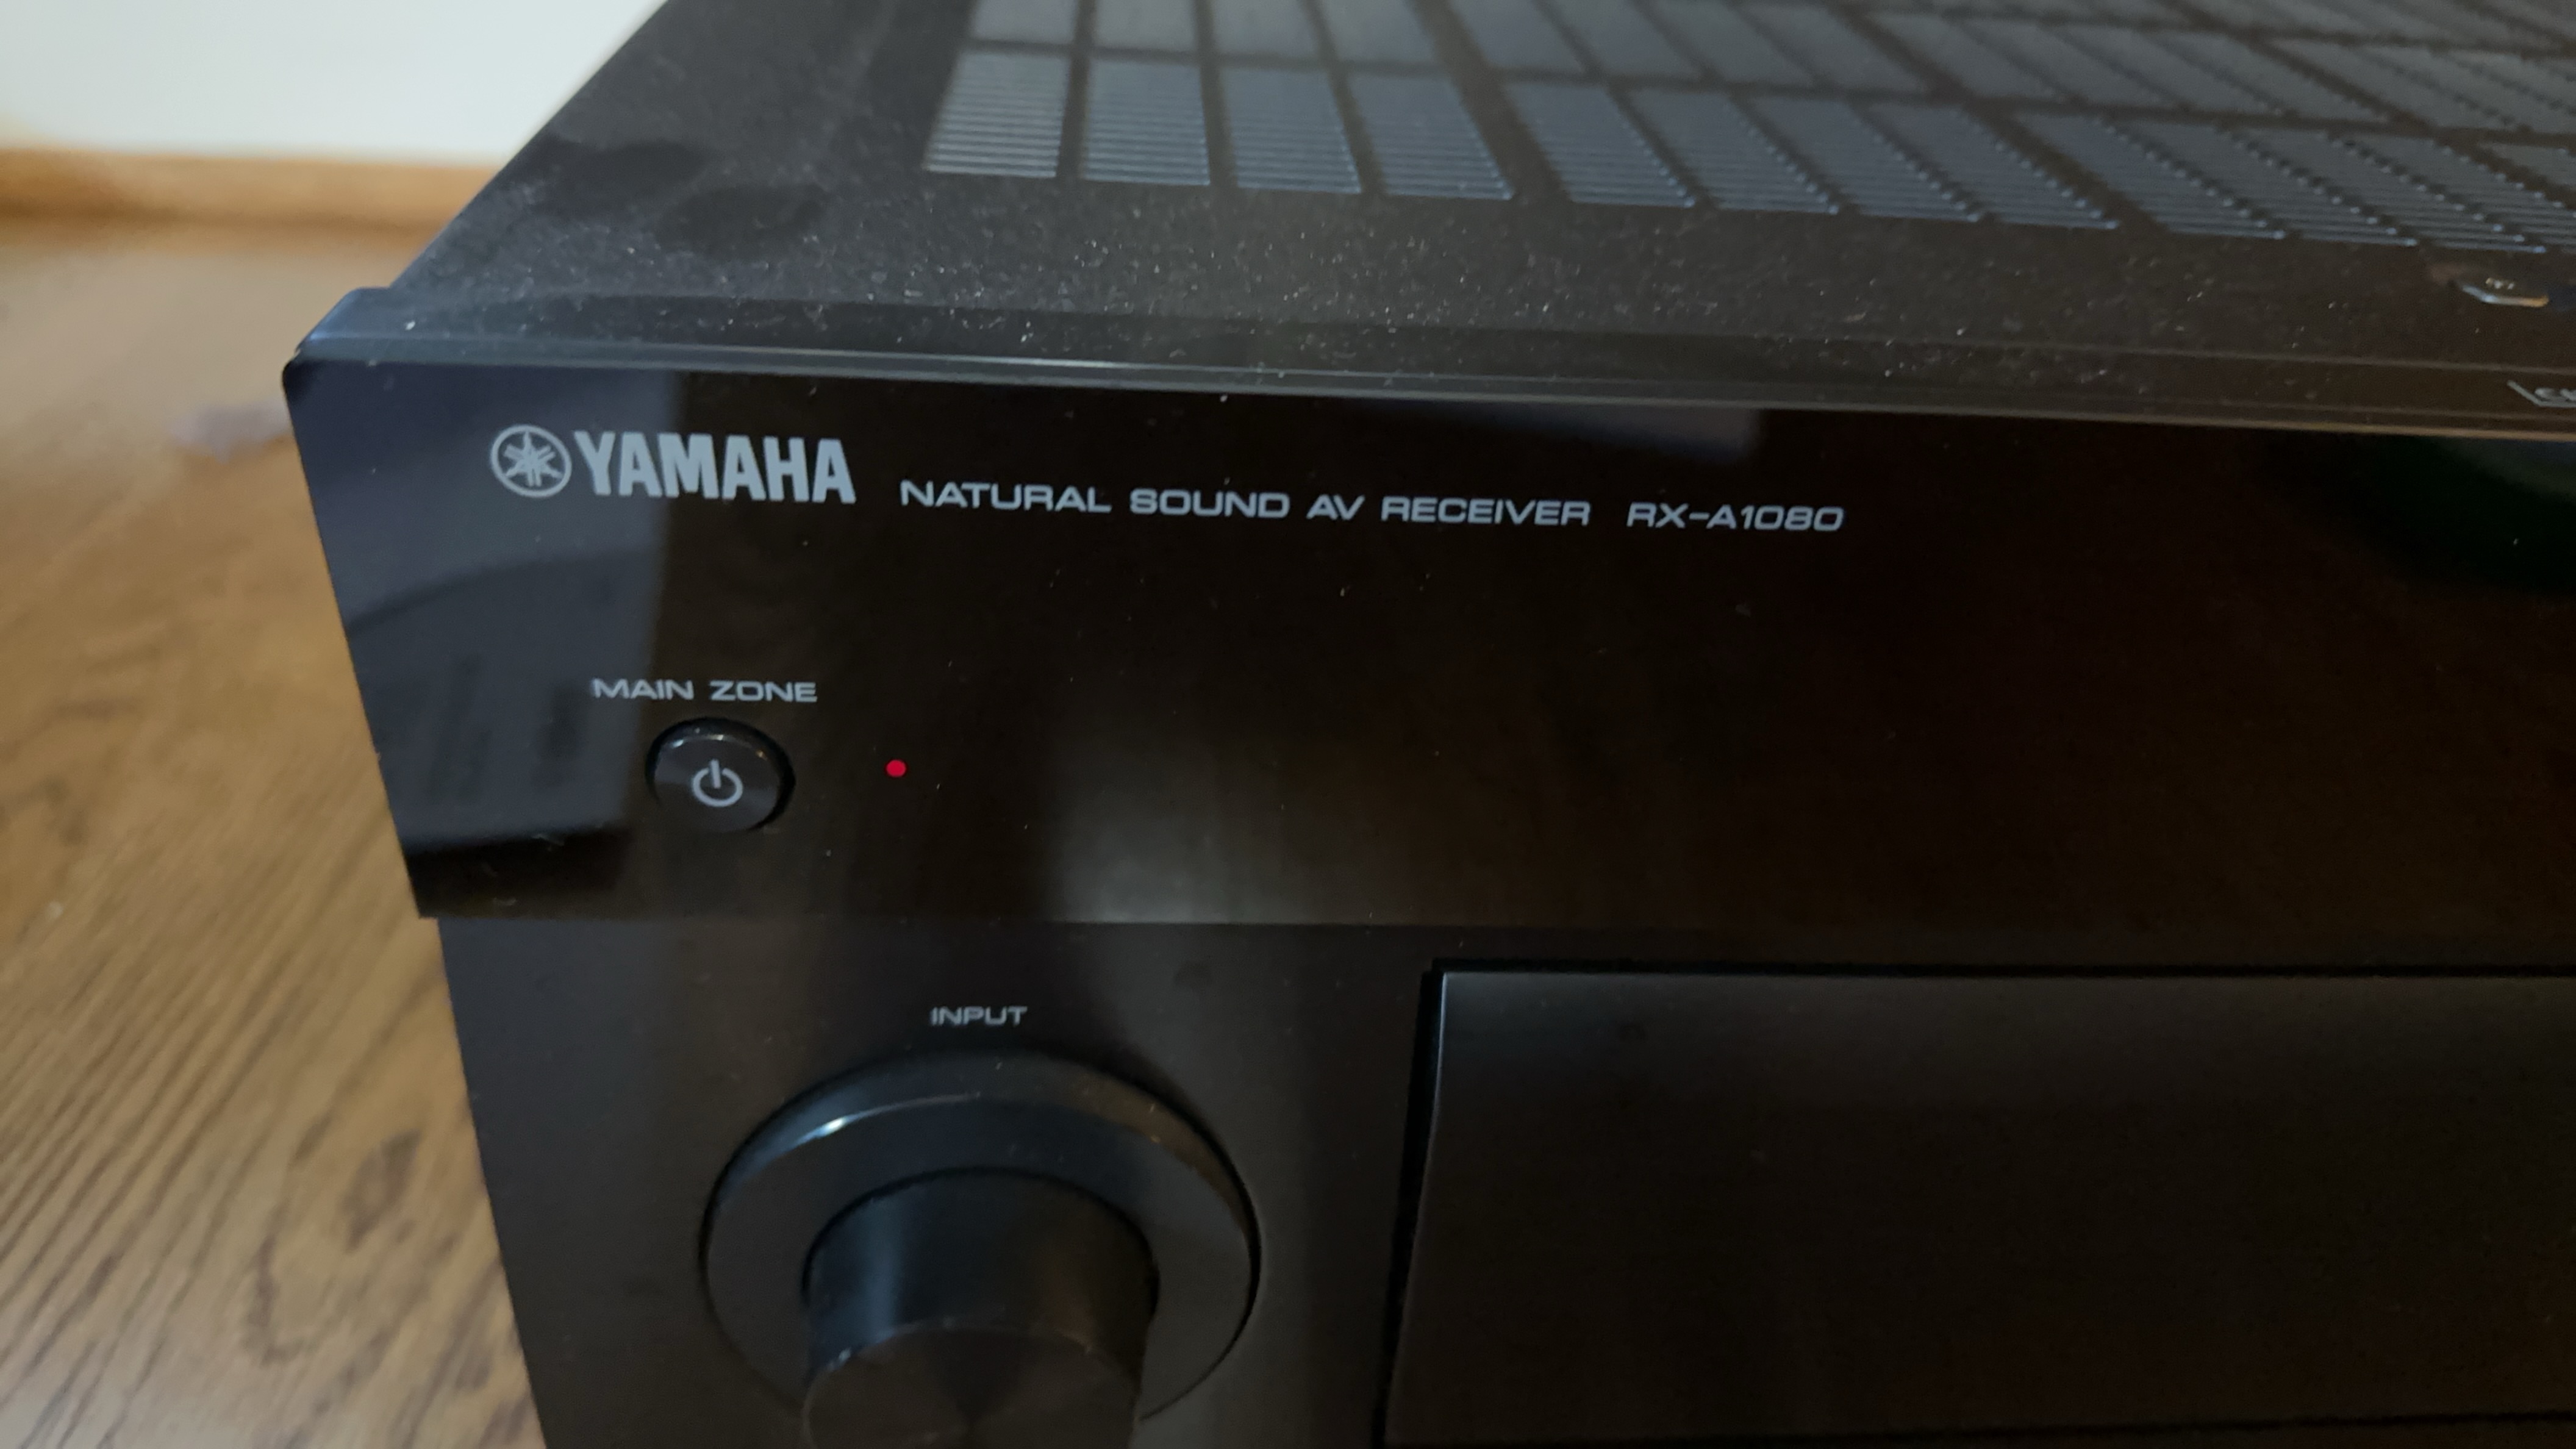 YAMAHA NATURAL SOUND AV RECEIVER RX-A1080
MAIN ZONE
INPUT